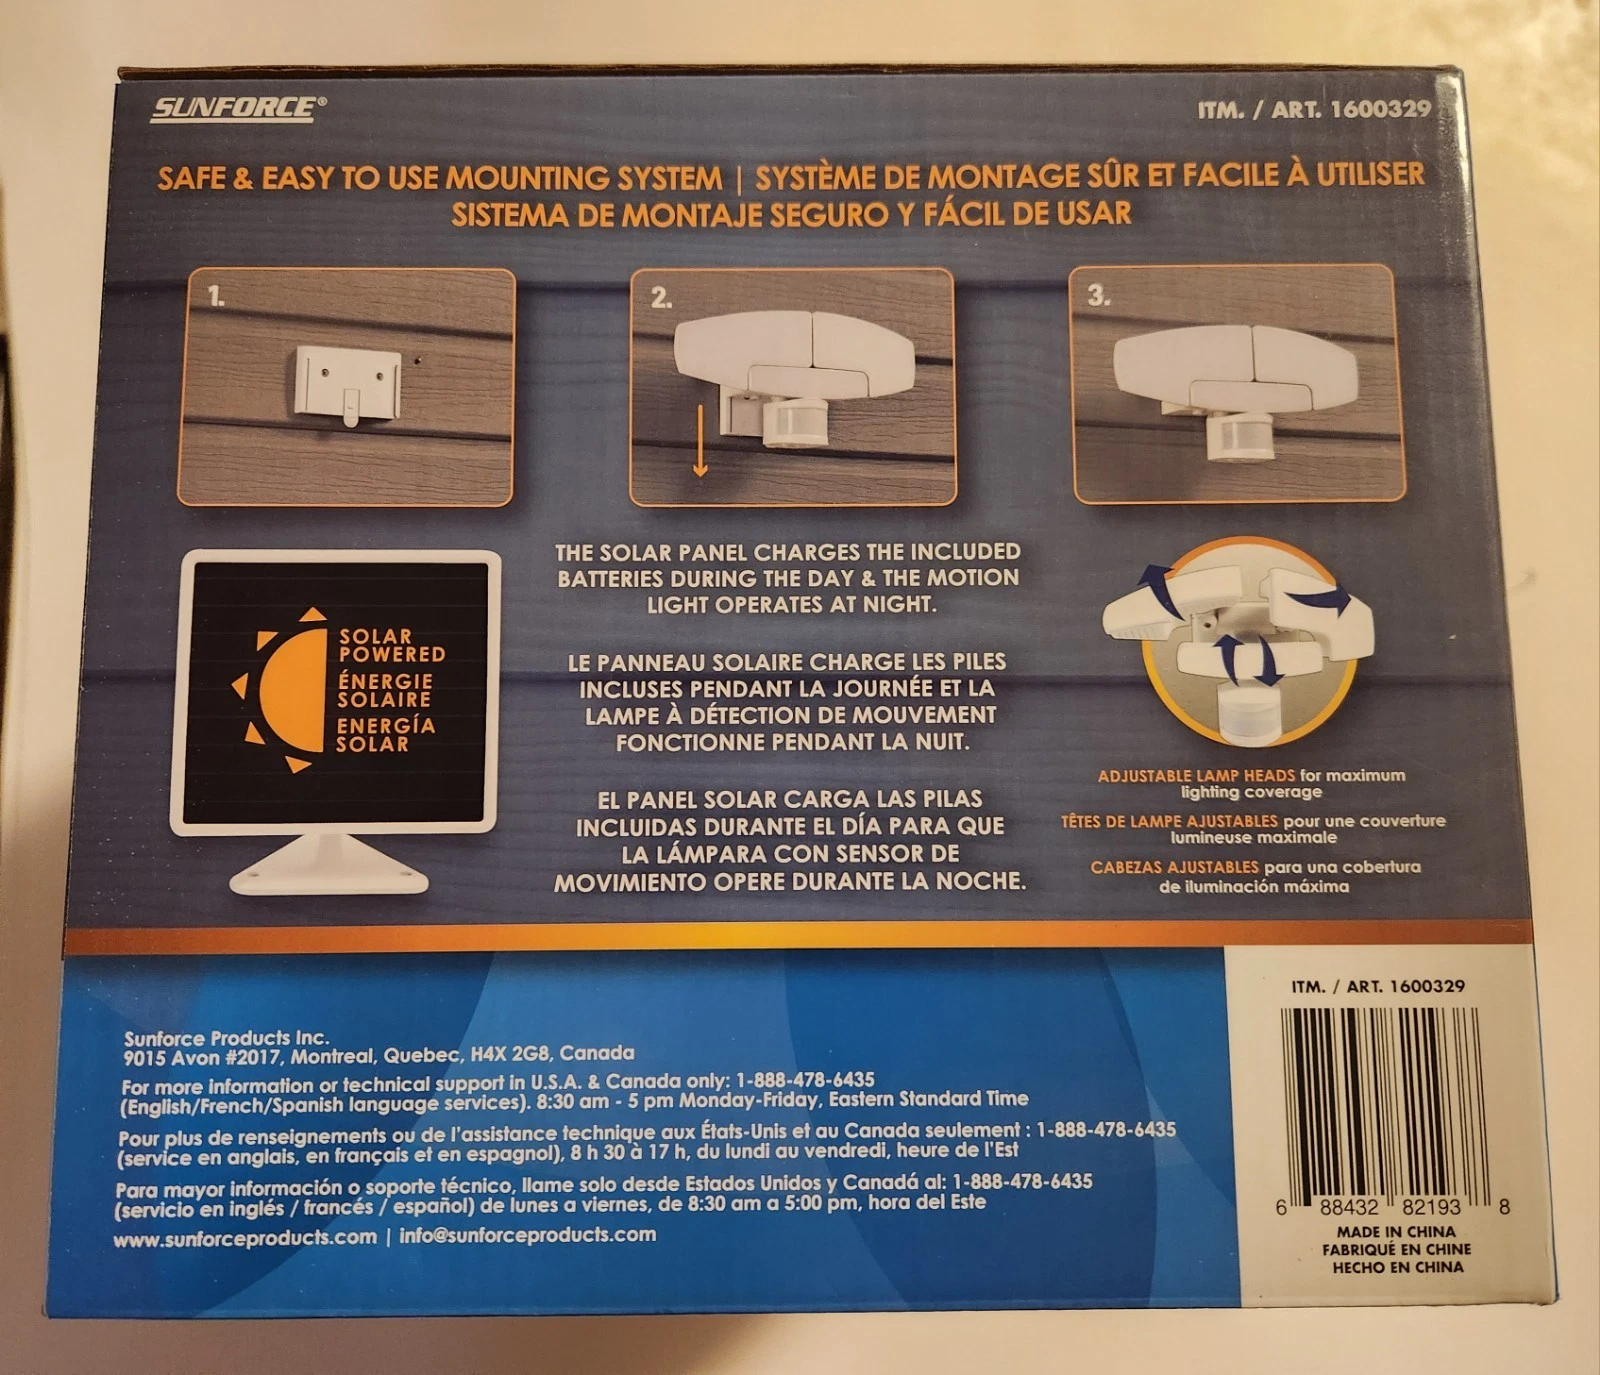 SUNFORCE®
ITM. / ART. 1600329
SAFE & EASY TO USE MOUNTING SYSTEM | SYSTÈME DE MONTAGE SÛR ET FACILE À UTILISER
SISTEMA DE MONTAJE SEGURO Y FÁCIL DE USAR
1.
2.
3.
SOLAR
POWERED
ÉNERGIE
SOLAIRE
ENERGÍA
SOLAR
THE SOLAR PANEL CHARGES THE INCLUDED
BATTERIES DURING THE DAY & THE MOTION
LIGHT OPERATES AT NIGHT.
LE PANNEAU SOLAIRE CHARGE LES PILES
INCLUSES PENDANT LA JOURNÉE ET LA
LAMPE À DÉTECTION DE MOUVEMENT
FONCTIONNE PENDANT LA NUIT.
EL PANEL SOLAR CARGA LAS PILAS
INCLUIDAS DURANTE EL DÍA PARA QUE
LA LÁMPARA CON SENSOR DE
MOVIMIENTO OPERE DURANTE LA NOCHE.
ADJUSTABLE LAMP HEADS for maximum
lighting coverage
TÊTES DE LAMPE AJUSTABLES pour une couverture
lumineuse maximale
CABEZAS AJUSTABLES para una cobertura
de iluminación máxima
Sunforce Products Inc.
9015 Avon #2017, Montreal, Quebec, H4X 2G8, Canada
For more information or technical support in U.S.A. & Canada only: 1-888-478-6435
(English/French/Spanish language services). 8:30 am - 5 pm Monday-Friday, Eastern Standard Time
Pour plus de renseignements ou de l'assistance technique aux États-Unis et au Canada seulement : 1-888-478-6435
(service en anglais, en français et en espagnol), 8 h 30 à 17 h, du lundi au vendredi, heure de l'Est
Para mayor información o soporte técnico, llame solo desde Estados Unidos y Canadá al: 1-888-478-6435
(servicio en inglés / francés / español) de lunes a viernes, de 8:30 am a 5:00 pm, hora del Este
www.sunforceproducts.com | info@sunforceproducts.com
ITM. / ART. 1600329
6 88432 82193 8
MADE IN CHINA
FABRIQUÉ EN CHINE
HECHO EN CHINA